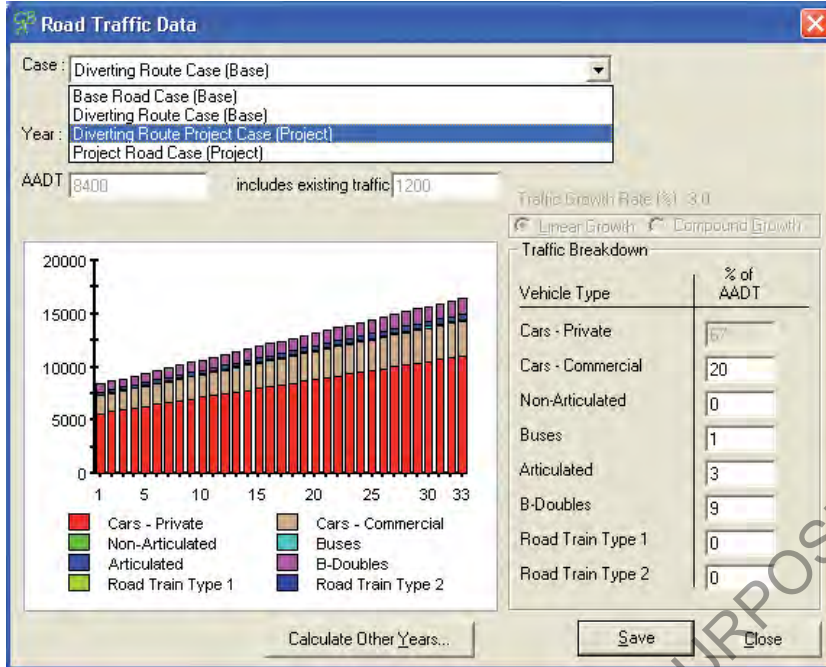 Road Traffic Data
Case : Diverting Route Case (Base)
Base Road Case (Base)
Diverting Route Case (Base)
Year : Diverting Route Project Case (Project)
Project Road Case (Project)
AADT 8400 includes existing traffic 1200
Traffic Growth Rate (%) 3.0
Linear Growth Compound Growth
Traffic Breakdown
Vehicle Type % of AADT
Cars - Private 67
Cars - Commercial 20
Non-Articulated 0
Buses 1
Articulated 3
B-Doubles 9
Road Train Type 1 0
Road Train Type 2 0
20000
15000
10000
5000
0
1 5 10 15 20 25 30 33
Cars - Private Cars - Commercial
Non-Articulated Buses
Articulated B-Doubles
Road Train Type 1 Road Train Type 2
Calculate Other Years... Save Close